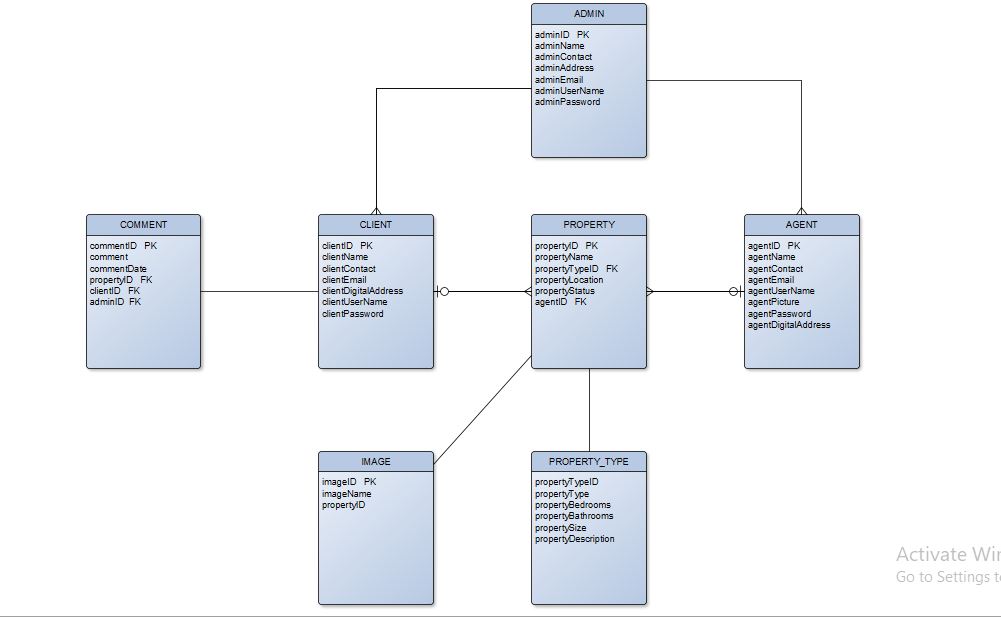 ADMIN
adminID PK
adminName
adminContact
adminAddress
adminEmail
adminUserName
adminPassword
COMMENT
commentID PK
comment
commentDate
propertyID FK
clientID FK
adminID FK
CLIENT
clientID PK
clientName
clientContact
clientEmail
clientDigitalAddress
clientUserName
clientPassword
PROPERTY
propertyID PK
propertyName
propertyTypeID FK
propertyLocation
propertyStatus
agentID FK
AGENT
agentID PK
agentName
agentContact
agentEmail
agentUserName
agentPicture
agentPassword
agentDigitalAddress
IMAGE
imageID PK
imageName
propertyID
PROPERTY_TYPE
propertyTypeID
propertyType
propertyBedrooms
propertyBathrooms
propertySize
propertyDescription
Activate Win
Go to Settings t